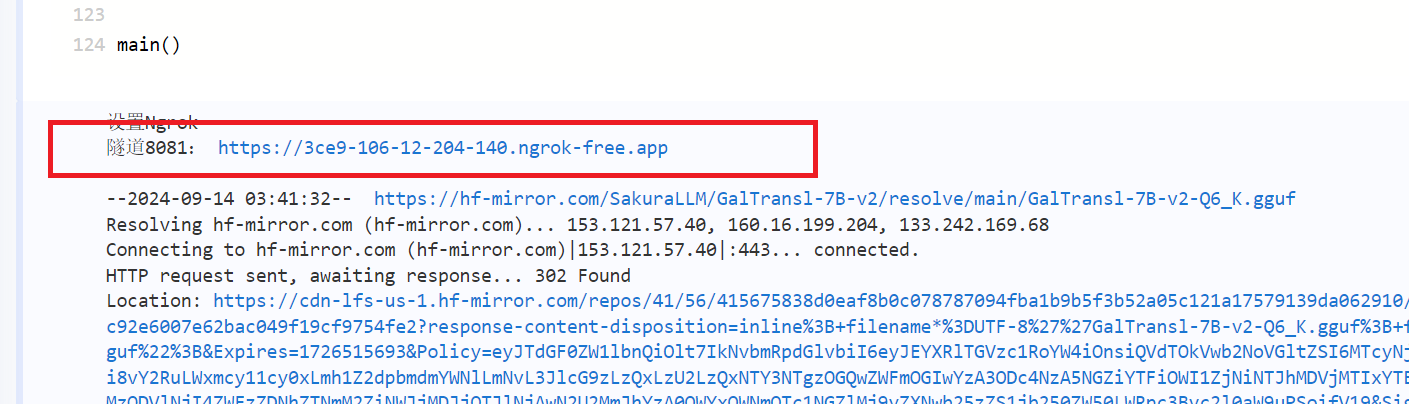 123
124 main()
设置Ngrok
隧道8081: https://3ce9-106-12-204-140.ngrok-free.app
--2024-09-14 03:41:32-- https://hf-mirror.com/SakuraLLM/GalTransl-7B-v2/resolve/main/GalTransl-7B-v2-Q6_K.gguf
Resolving hf-mirror.com (hf-mirror.com)... 153.121.57.40, 160.16.199.204, 133.242.169.68
Connecting to hf-mirror.com (hf-mirror.com)|153.121.57.40|:443... connected.
HTTP request sent, awaiting response... 302 Found
Location: https://cdn-lfs-us-1.hf-mirror.com/repos/41/56/415675838d0eaf8b0c078787094fba1b9b5f3b52a05c121a17579139da062910/
c92e6007e62bac049f19cf9754fe2?response-content-disposition=inline%3B+filename*%3DUTF-8%27%27GalTransl-7B-v2-Q6_K.gguf%3B+f
guf%22%3B&Expires=1726515693&Policy=eyJTdGF0ZW1lbnQiOlt7IkNvbmRpdGlvbiI6eyJEYXRlTGVzc1RoYW4iOnsiQVdTOkVwb2NoVGltZSI6MTcyNj